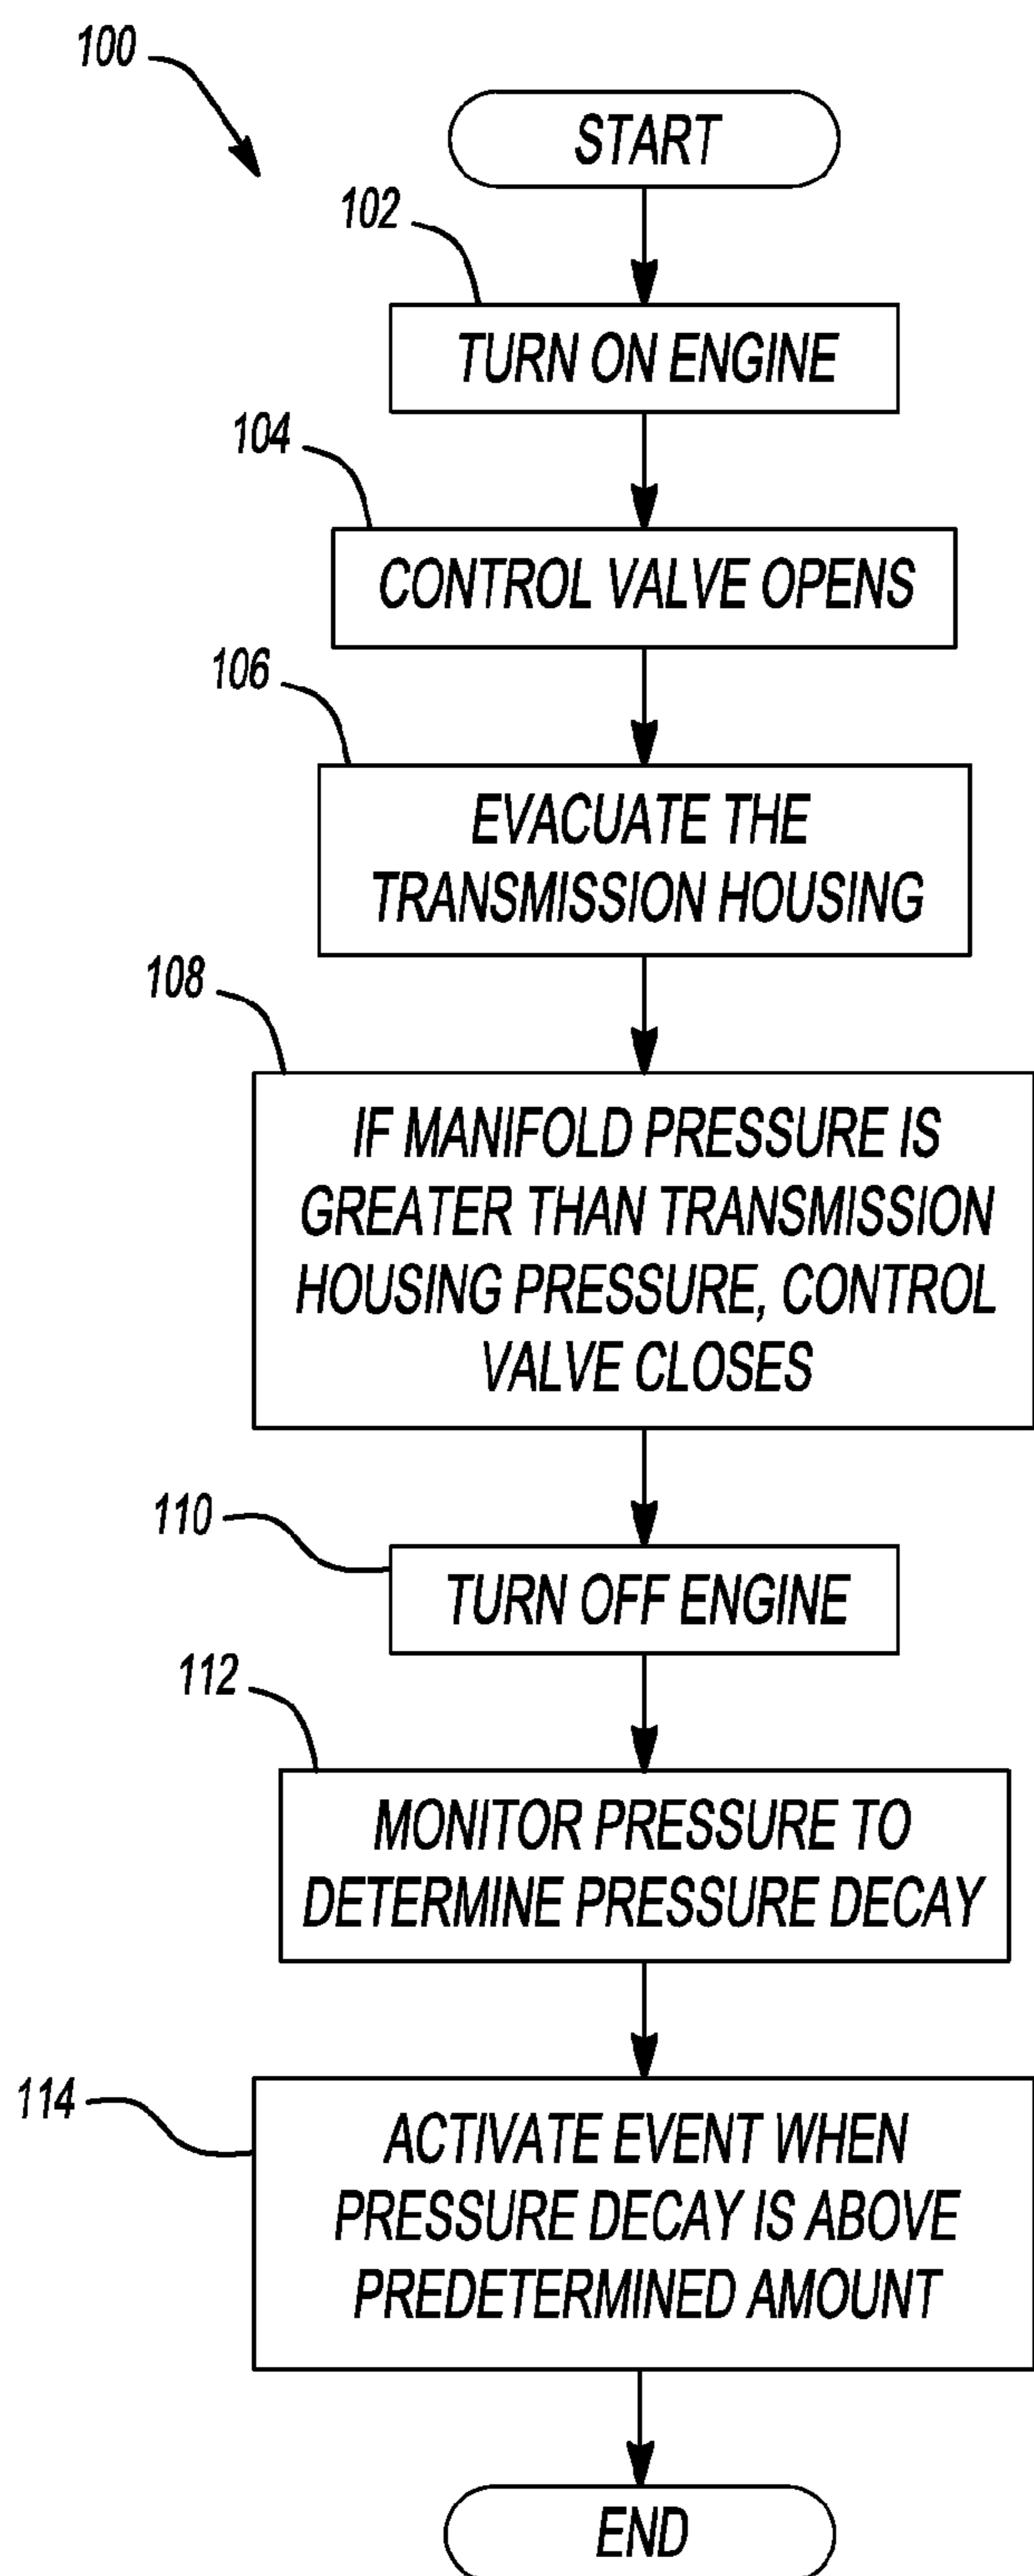 100
START
102
TURN ON ENGINE
104
CONTROL VALVE OPENS
106
EVACUATE THE
TRANSMISSION HOUSING
108
IF MANIFOLD PRESSURE IS
GREATER THAN TRANSMISSION
HOUSING PRESSURE, CONTROL
VALVE CLOSES
110
TURN OFF ENGINE
112
MONITOR PRESSURE TO
DETERMINE PRESSURE DECAY
114
ACTIVATE EVENT WHEN
PRESSURE DECAY IS ABOVE
PREDETERMINED AMOUNT
END